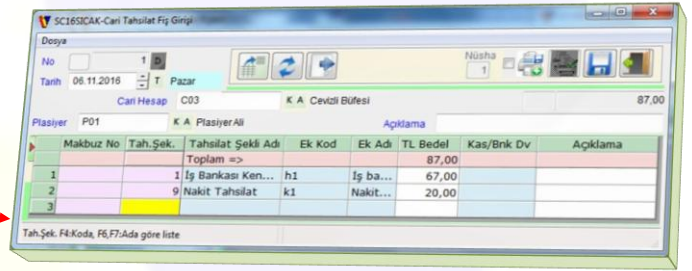 SC16SICAK-Cari Tahsilat Fiş Girişi
Dosya
No 1 D Nüsha 1
Tarih 06.11.2016 T Pazar
Cari Hesap C03 K A Cevizli Büfesi 87,00
Plasiyer P01 K A Plasiyer Ali Açıklama
Makbuz No Tah.Şek. Tahsilat Şekli Adı Ek Kod Ek Adı TL Bedel Kas/Bnk Dv Açıklama
Toplam => 87,00
1 1 İş Bankası Ken... h1 İş ba... 67,00
2 9 Nakit Tahsilat k1 Nakit... 20,00
3
Tah.Şek. F4:Koda, F6,F7:Ada göre liste